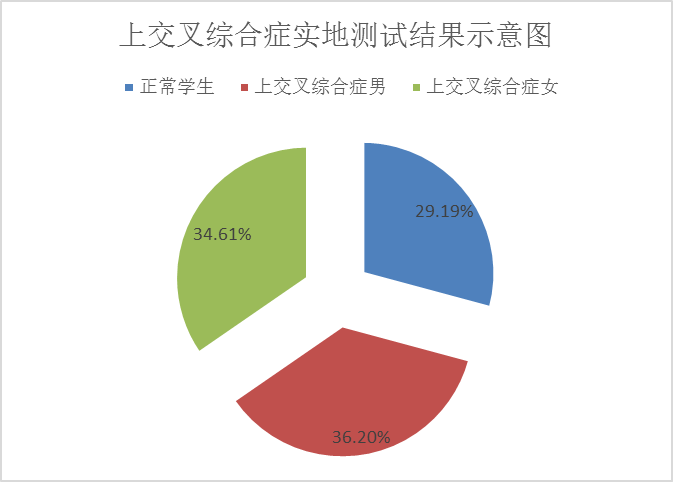 上交叉综合症实地测试结果示意图
正常学生 上交叉综合症男 上交叉综合症女
29.19%
34.61%
36.20%